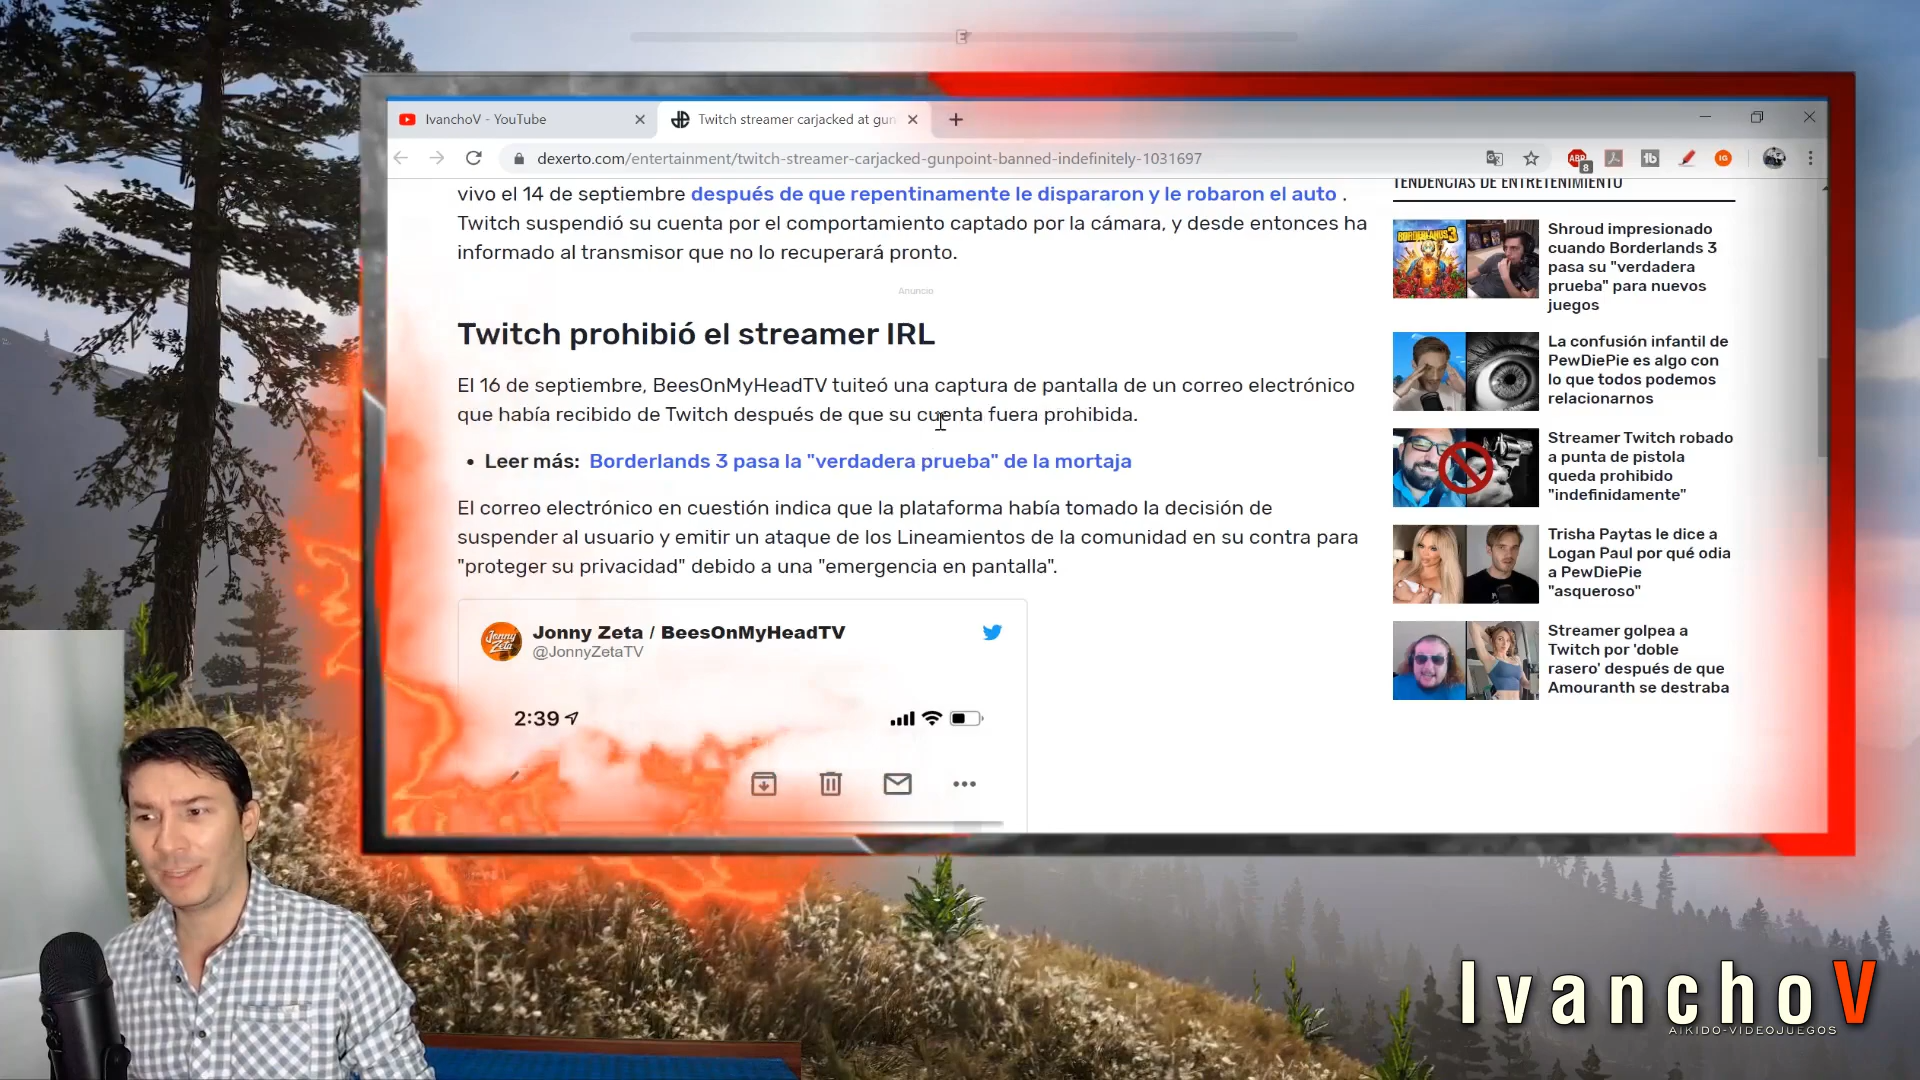 IvanchoV - YouTube
Twitch streamer carjacked at gun
dexerto.com/entertainment/twitch-streamer-carjacked-gunpoint-banned-indefinitely-1031697
ABP
8
IG
vivo el 14 de septiembre después de que repentinamente le dispararon y le robaron el auto .
Twitch suspendió su cuenta por el comportamiento captado por la cámara, y desde entonces ha
informado al transmisor que no lo recuperará pronto.
Anuncio
Twitch prohibió el streamer IRL
El 16 de septiembre, BeesOnMyHeadTV tuiteó una captura de pantalla de un correo electrónico
que había recibido de Twitch después de que su cuenta fuera prohibida.
• Leer más: Borderlands 3 pasa la "verdadera prueba" de la mortaja
El correo electrónico en cuestión indica que la plataforma había tomado la decisión de
suspender al usuario y emitir un ataque de los Lineamientos de la comunidad en su contra para
"proteger su privacidad" debido a una "emergencia en pantalla".
Jonny Zeta
Jonny Zeta / BeesOnMyHeadTV
@JonnyZetaTV
2:39
TENDENCIAS DE ENTRETENIMIENTO
BORDERLANDS 3
Shroud impresionado
cuando Borderlands 3
pasa su "verdadera
prueba" para nuevos
juegos
La confusión infantil de
PewDiePie es algo con
lo que todos podemos
relacionarnos
Streamer Twitch robado
a punta de pistola
queda prohibido
"indefinidamente"
Trisha Paytas le dice a
Logan Paul por qué odia
a PewDiePie
"asqueroso"
Streamer golpea a
Twitch por 'doble
rasero' después de que
Amouranth se destraba
IvanchoV
AIKIDO-VIDEOJUEGOS